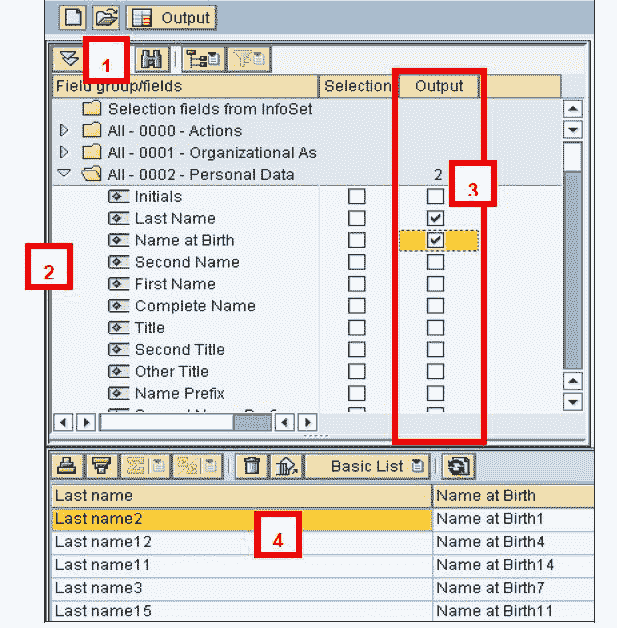 Output
1
Field group/fields Selection Output
Selection fields from InfoSet
All - 0000 - Actions
All - 0001 - Organizational As
All - 0002 - Personal Data 2
3
Initials
Last Name
Name at Birth
Second Name
2
First Name
Complete Name
Title
Second Title
Other Title
Name Prefix
Basic List
Last name Name at Birth
Last name2 Name at Birth1
4
Last name12 Name at Birth4
Last name11 Name at Birth14
Last name3 Name at Birth7
Last name15 Name at Birth11